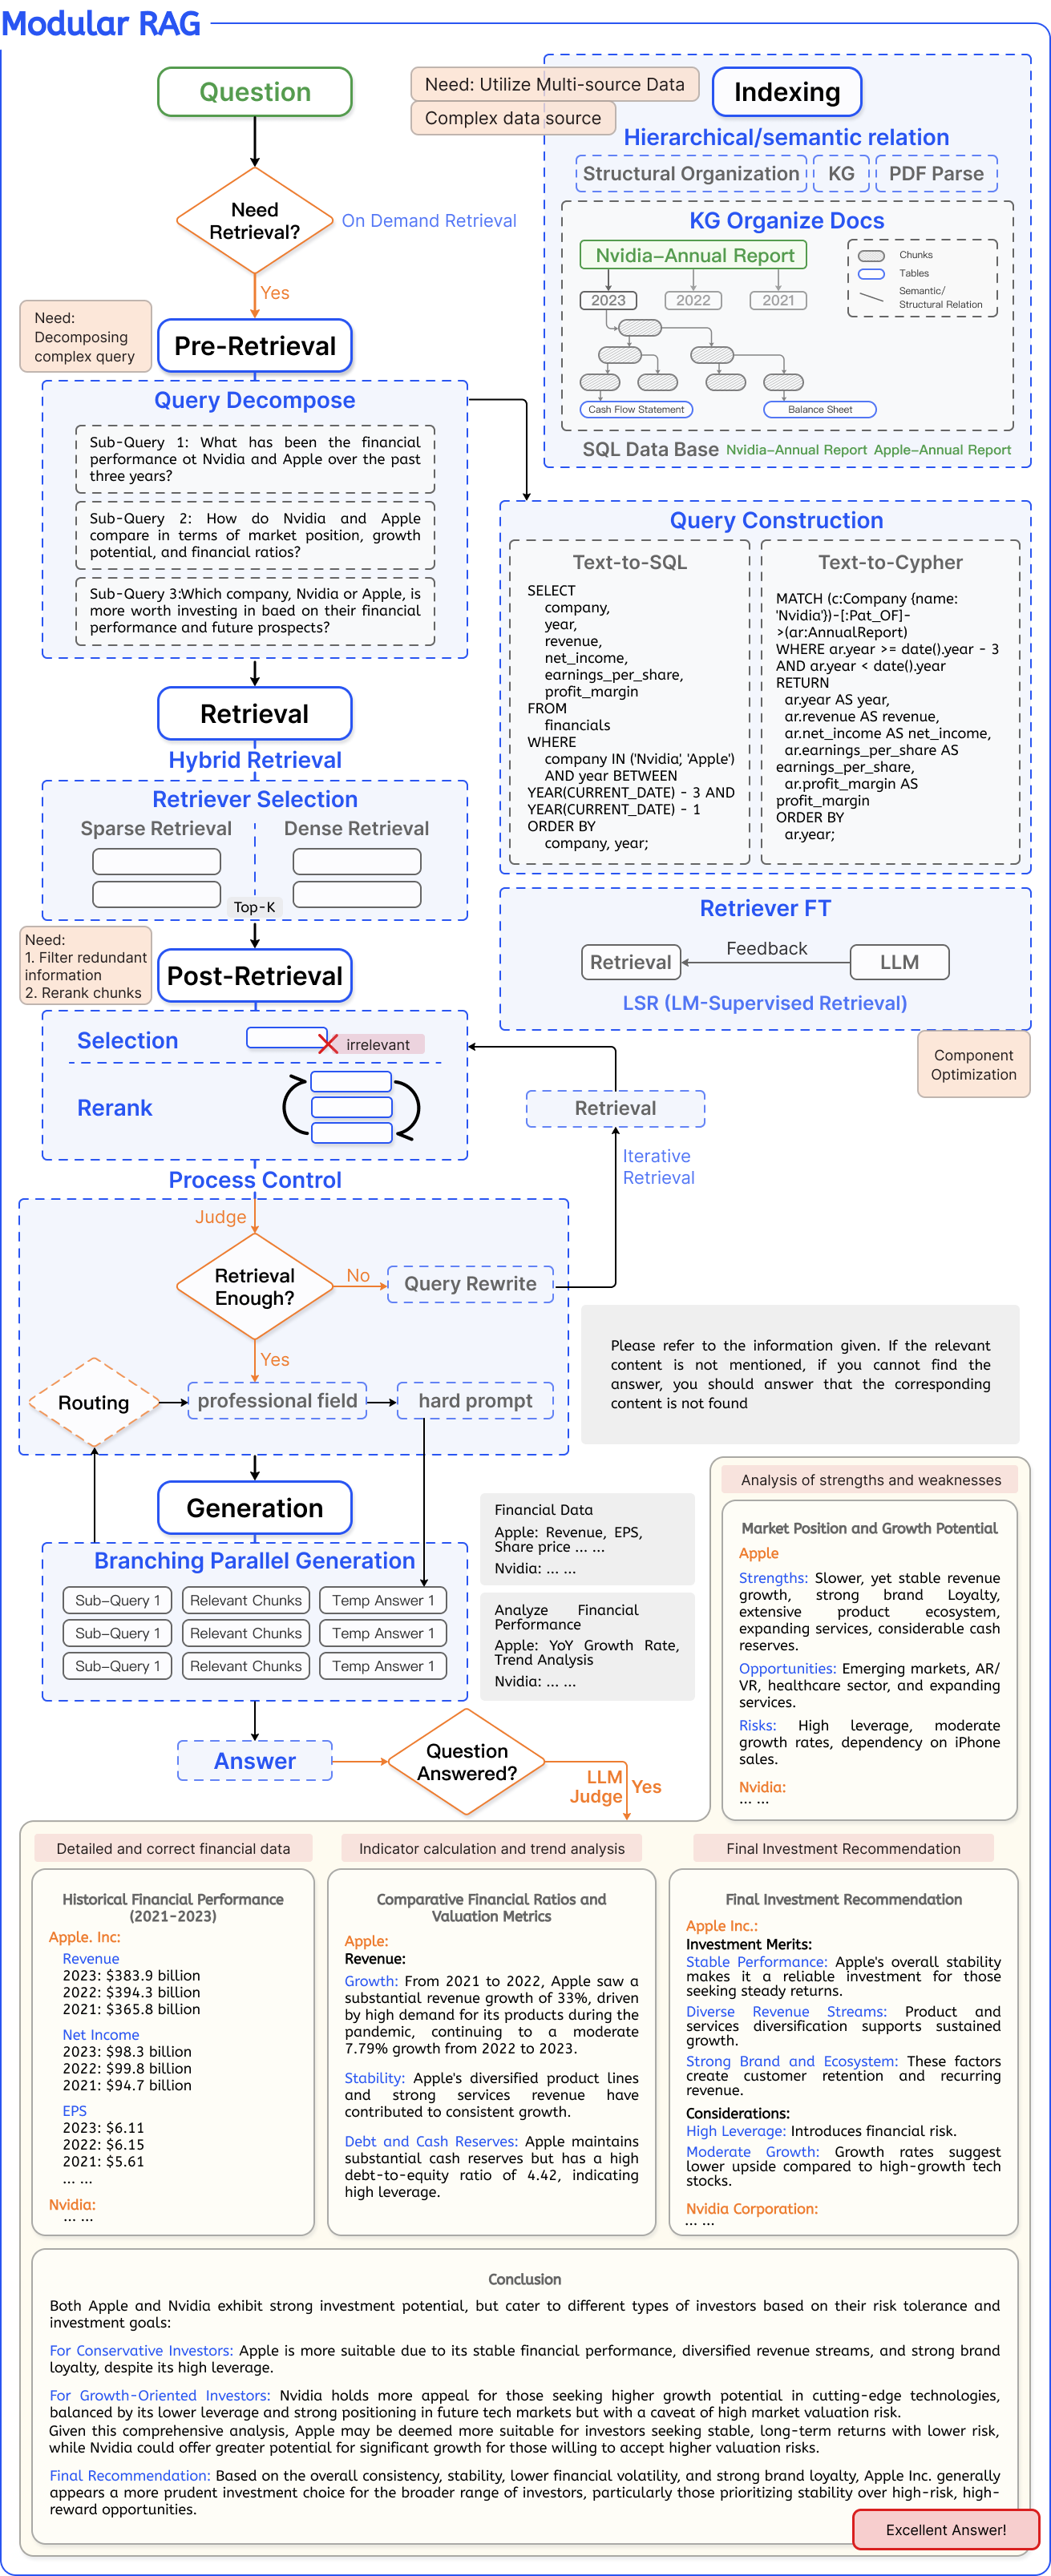 Modular RAG
Question
Need: Utilize Multi-source Data
Complex data source
Indexing
Hierarchical/semantic relation
Structural Organization
KG
PDF Parse
Need
Retrieval?
On Demand Retrieval
Yes
KG Organize Docs
Nvidia–Annual Report
2023
2022
2021
Chunks
Tables
Semantic/
Structural Relation
Cash Flow Statement
Balance Sheet
SQL Data Base
Nvidia–Annual Report
Apple–Annual Report
Need:
Decomposing
complex query
Pre-Retrieval
Query Decompose
Sub-Query 1: What has been the financial
performance ot Nvidia and Apple over the past
three years?
Sub-Query 2: How do Nvidia and Apple
compare in terms of market position, growth
potential, and financial ratios?
Sub-Query 3:Which company, Nvidia or Apple, is
more worth investing in baed on their financial
performance and future prospects?
Query Construction
Text-to-SQL
SELECT
company,
year,
revenue,
net_income,
earnings_per_share,
profit_margin
FROM
financials
WHERE
company IN ('Nvidia', 'Apple')
AND year BETWEEN
YEAR(CURRENT_DATE) - 3 AND
YEAR(CURRENT_DATE) - 1
ORDER BY
company, year;
Text-to-Cypher
MATCH (c:Company {name:
'Nvidia'})-[:Pat_OF]-
>(ar:AnnualReport)
WHERE ar.year >= date().year - 3
AND ar.year < date().year
RETURN
ar.year AS year,
ar.revenue AS revenue,
ar.net_income AS net_income,
ar.earnings_per_share AS
earnings_per_share,
ar.profit_margin AS
profit_margin
ORDER BY
ar.year;
Retrieval
Hybrid Retrieval
Retriever Selection
Sparse Retrieval
Dense Retrieval
Top-K
Retriever FT
Retrieval
Feedback
LLM
LSR (LM-Supervised Retrieval)
Component
Optimization
Need:
1. Filter redundant
information
2. Rerank chunks
Post-Retrieval
Selection
irrelevant
Rerank
Retrieval
Iterative
Retrieval
Process Control
Judge
Retrieval
Enough?
No
Query Rewrite
Yes
Routing
professional field
hard prompt
Please refer to the information given. If the relevant
content is not mentioned, if you cannot find the
answer, you should answer that the corresponding
content is not found
Generation
Branching Parallel Generation
Sub–Query 1
Relevant Chunks
Temp Answer 1
Sub–Query 1
Relevant Chunks
Temp Answer 1
Sub–Query 1
Relevant Chunks
Temp Answer 1
Financial Data
Apple: Revenue, EPS,
Share price ... ...
Nvidia: ... ...
Analyze Financial
Performance
Apple: YoY Growth Rate,
Trend Analysis
Nvidia: ... ...
Answer
Question
Answered?
LLM
Judge
Yes
Analysis of strengths and weaknesses
Market Position and Growth Potential
Apple
Strengths: Slower, yet stable revenue
growth, strong brand Loyalty,
extensive product ecosystem,
expanding services, considerable cash
reserves.
Opportunities: Emerging markets, AR/
VR, healthcare sector, and expanding
services.
Risks: High leverage, moderate
growth rates, dependency on iPhone
sales.
Nvidia:
... ...
Detailed and correct financial data
Historical Financial Performance
(2021-2023)
Apple. Inc:
Revenue
2023: $383.9 billion
2022: $394.3 billion
2021: $365.8 billion
Net Income
2023: $98.3 billion
2022: $99.8 billion
2021: $94.7 billion
EPS
2023: $6.11
2022: $6.15
2021: $5.61
... ...
Nvidia:
... ...
Indicator calculation and trend analysis
Comparative Financial Ratios and
Valuation Metrics
Apple:
Revenue:
Growth: From 2021 to 2022, Apple saw a
substantial revenue growth of 33%, driven
by high demand for its products during the
pandemic, continuing to a moderate
7.79% growth from 2022 to 2023.
Stability: Apple's diversified product lines
and strong services revenue have
contributed to consistent growth.
Debt and Cash Reserves: Apple maintains
substantial cash reserves but has a high
debt-to-equity ratio of 4.42, indicating
high leverage.
Final Investment Recommendation
Final Investment Recommendation
Apple Inc.:
Investment Merits:
Stable Performance: Apple's overall stability
makes it a reliable investment for those
seeking steady returns.
Diverse Revenue Streams: Product and
services diversification supports sustained
growth.
Strong Brand and Ecosystem: These factors
create customer retention and recurring
revenue.
Considerations:
High Leverage: Introduces financial risk.
Moderate Growth: Growth rates suggest
lower upside compared to high-growth tech
stocks.
Nvidia Corporation:
... ...
Conclusion
Both Apple and Nvidia exhibit strong investment potential, but cater to different types of investors based on their risk tolerance and
investment goals:
For Conservative Investors: Apple is more suitable due to its stable financial performance, diversified revenue streams, and strong brand
loyalty, despite its high leverage.
For Growth-Oriented Investors: Nvidia holds more appeal for those seeking higher growth potential in cutting-edge technologies,
balanced by its lower leverage and strong positioning in future tech markets but with a caveat of high market valuation risk.
Given this comprehensive analysis, Apple may be deemed more suitable for investors seeking stable, long-term returns with lower risk,
while Nvidia could offer greater potential for significant growth for those willing to accept higher valuation risks.
Final Recommendation: Based on the overall consistency, stability, lower financial volatility, and strong brand loyalty, Apple Inc. generally
appears a more prudent investment choice for the broader range of investors, particularly those prioritizing stability over high-risk, high-
reward opportunities.
Excellent Answer!